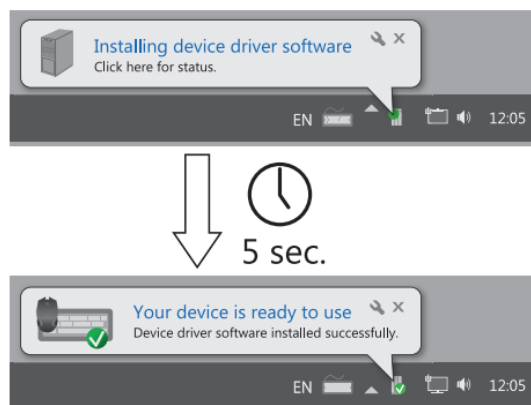 Installing device driver software
Click here for status.
EN 12:05
5 sec.
Your device is ready to use
Device driver software installed successfully.
EN 12:05